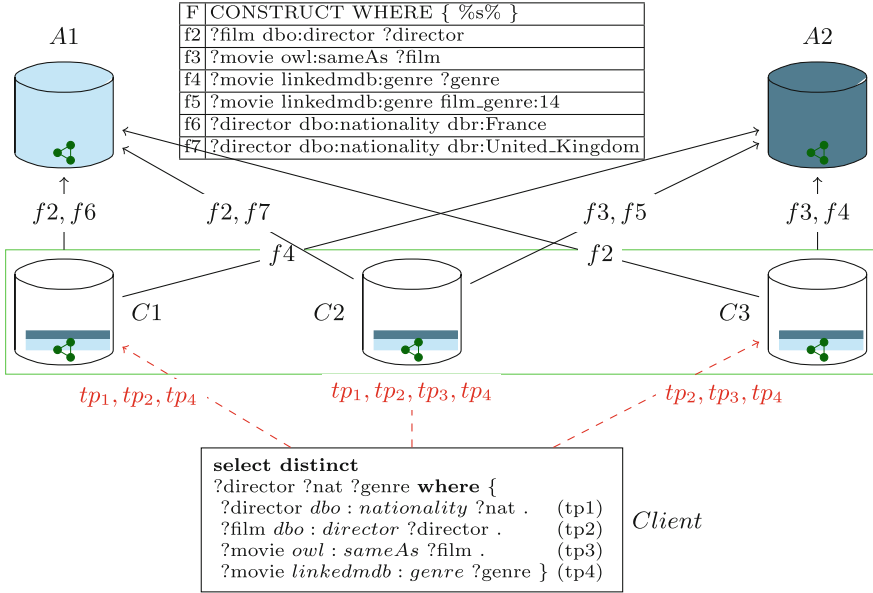 A1
A2
F CONSTRUCT WHERE { %s% }
f2 ?film dbo:director ?director
f3 ?movie owl:sameAs ?film
f4 ?movie linkedmdb:genre ?genre
f5 ?movie linkedmdb:genre film_genre:14
f6 ?director dbo:nationality dbr:France
f7 ?director dbo:nationality dbr:United_Kingdom
f2, f6
f2, f7
f3, f5
f3, f4
f4
f2
C1
C2
C3
tp1, tp2, tp4
tp1, tp2, tp3, tp4
tp2, tp3, tp4
select distinct
?director ?nat ?genre where {
?director dbo : nationality ?nat . (tp1)
?film dbo : director ?director . (tp2)
?movie owl : sameAs ?film . (tp3)
?movie linkedmdb : genre ?genre } (tp4)
Client